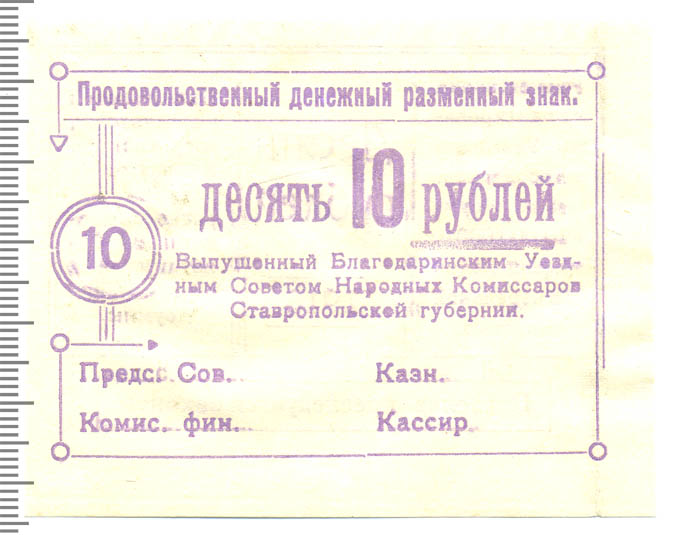 Продовольственный денежный разменный знак.
десять 10 рублей
10
Выпушенный Благодаринским Уезд-
ным Советом Народных Комиссаров
Ставропольской губернии.
Предс. Сов. Казн.
Комис. фин. Кассир.